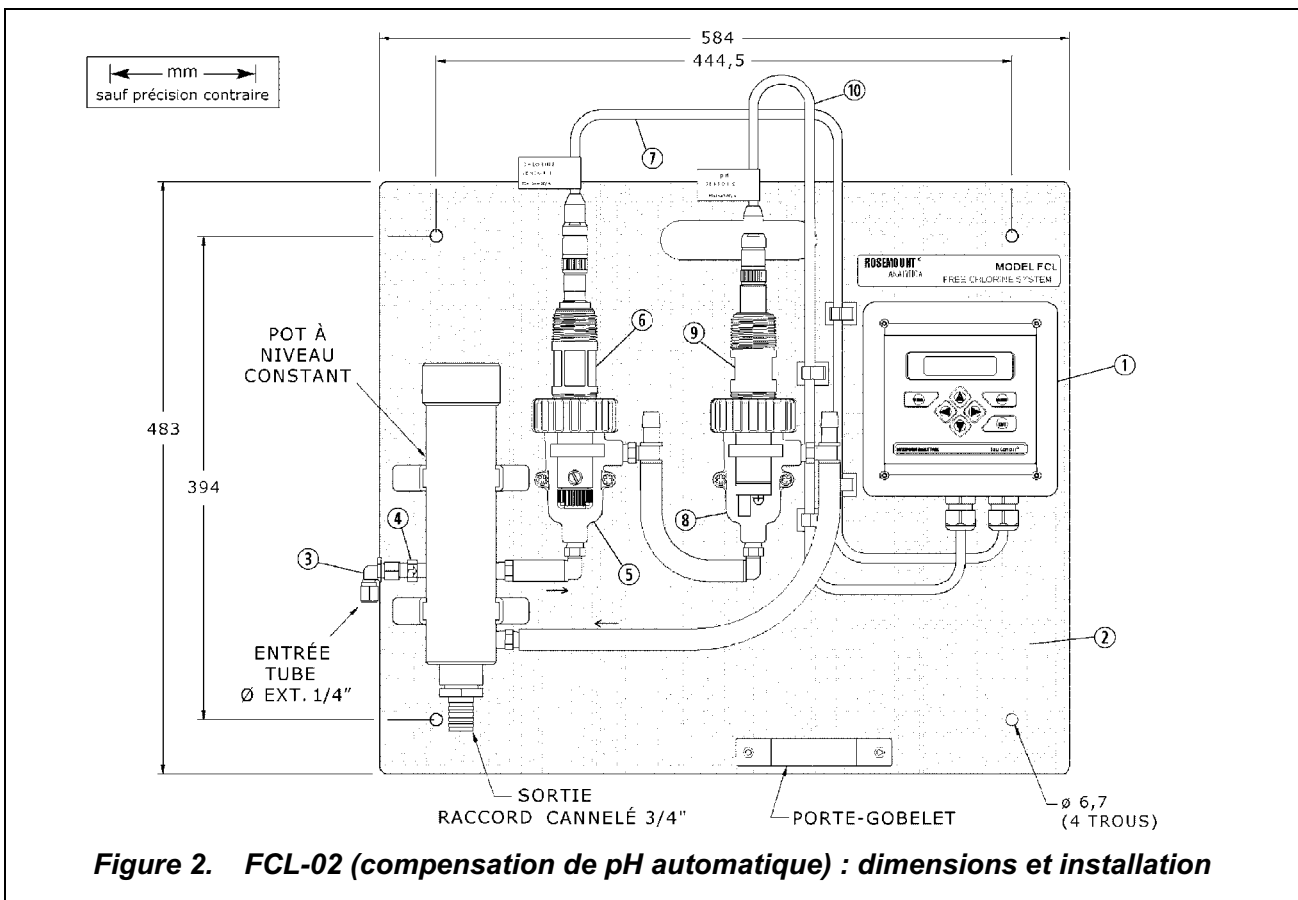 584
444,5
mm
sauf précision contraire
10
7
pH
ROSEMOUNT
ANALYTICAL
MODEL FCL
FREE CHLORINE SYSTEM
POT À
NIVEAU
CONSTANT
6
9
1
483
394
4
8
3
5
2
ENTRÉE
TUBE
Ø EXT. 1/4"
SORTIE
RACCORD CANNELÉ 3/4"
PORTE-GOBELET
ø 6,7
(4 TROUS)
Figure 2. FCL-02 (compensation de pH automatique) : dimensions et installation